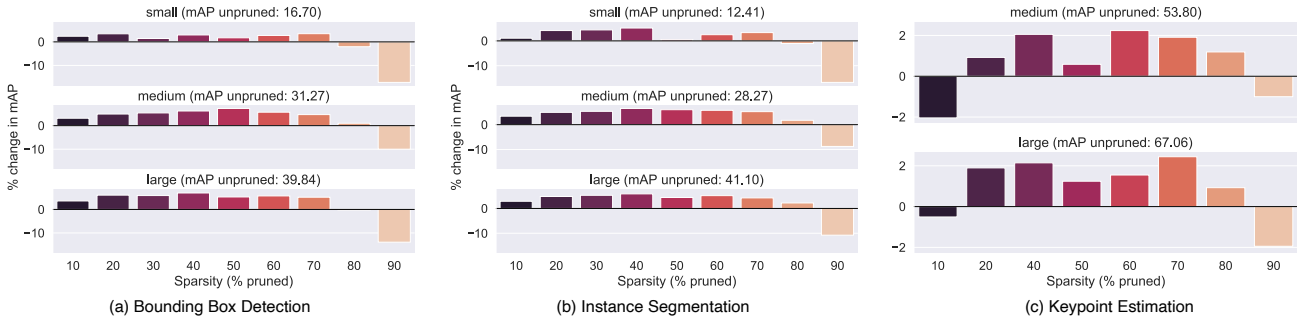 % change in mAP
small (mAP unpruned: 16.70)
0
−10
medium (mAP unpruned: 31.27)
0
−10
large (mAP unpruned: 39.84)
0
−10
10 20 30 40 50 60 70 80 90
Sparsity (% pruned)
(a) Bounding Box Detection
% change in mAP
small (mAP unpruned: 12.41)
0
−10
medium (mAP unpruned: 28.27)
0
−10
large (mAP unpruned: 41.10)
0
−10
10 20 30 40 50 60 70 80 90
Sparsity (% pruned)
(b) Instance Segmentation
medium (mAP unpruned: 53.80)
2
0
−2
large (mAP unpruned: 67.06)
2
0
−2
10 20 40 50 60 70 80 90
Sparsity (% pruned)
(c) Keypoint Estimation